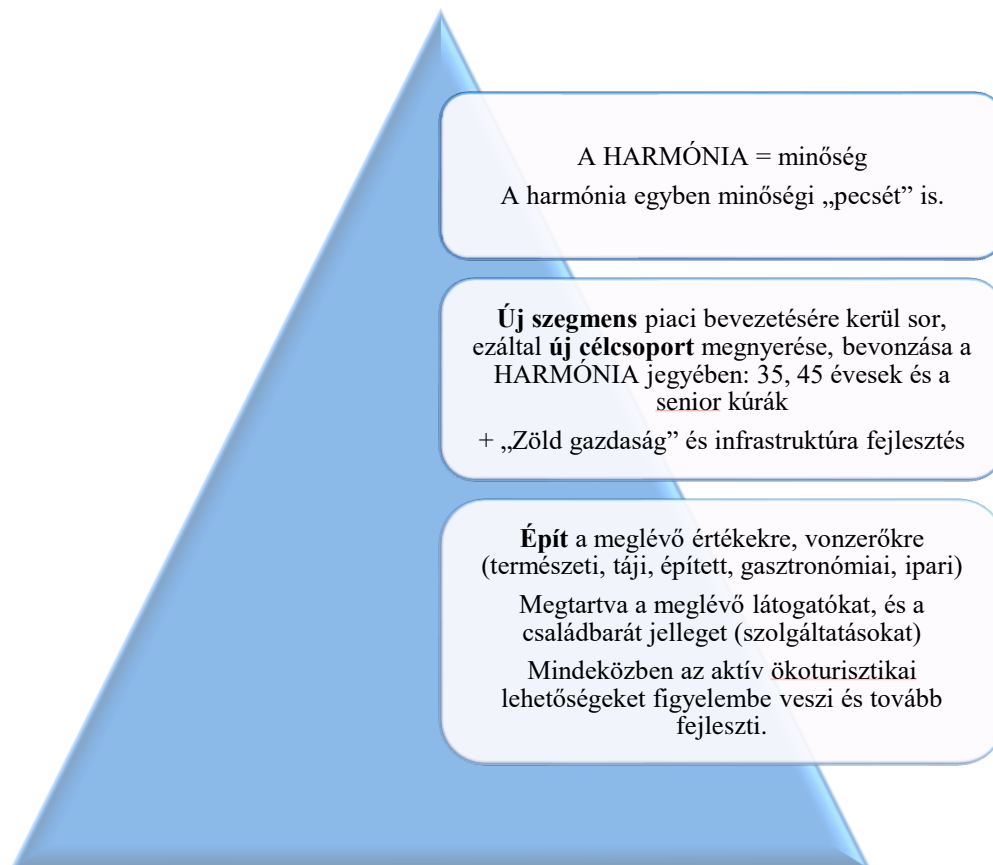 A HARMÓNIA = minőség
A harmónia egyben minőségi „pecsét” is.
Új szegmens piaci bevezetésére kerül sor,
ezáltal új célcsoport megnyerése, bevonzása a
HARMÓNIA jegyében: 35, 45 évesek és a
senior kúrák
+ „Zöld gazdaság” és infrastruktúra fejlesztés
Épít a meglévő értékekre, vonzerőkre
(természeti, táji, épített, gasztronómiai, ipari)
Megtartva a meglévő látogatókat, és a
családbarát jelleget (szolgáltatásokat)
Mindeközben az aktív ökoturisztikai
lehetőségeket figyelembe veszi és tovább
fejleszti.